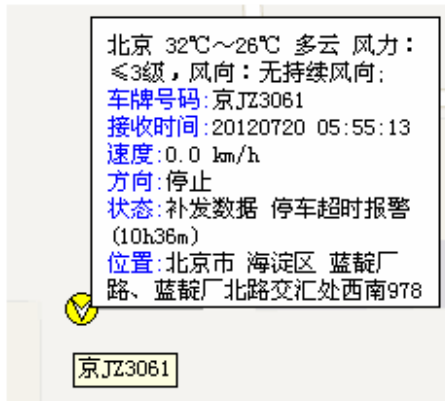 北京 32℃～26℃ 多云 风力：
≤3级，风向：无持续风向;
车牌号码:京JZ3061
接收时间:20120720 05:55:13
速度:0.0 km/h
方向:停止
状态:补发数据 停车超时报警
(10h36m)
位置:北京市 海淀区 蓝靛厂
路、蓝靛厂北路交汇处西南978
京JZ3061